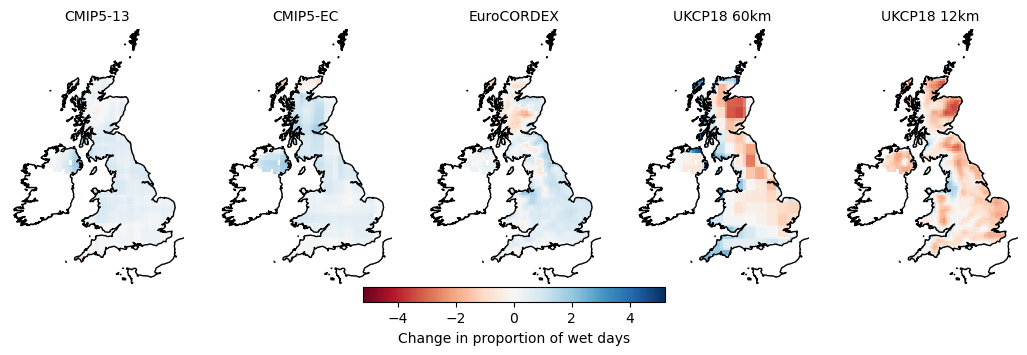 CMIP5-13 CMIP5-EC EuroCORDEX UKCP18 60km UKCP18 12km
−4 −2 0 2 4
Change in proportion of wet days